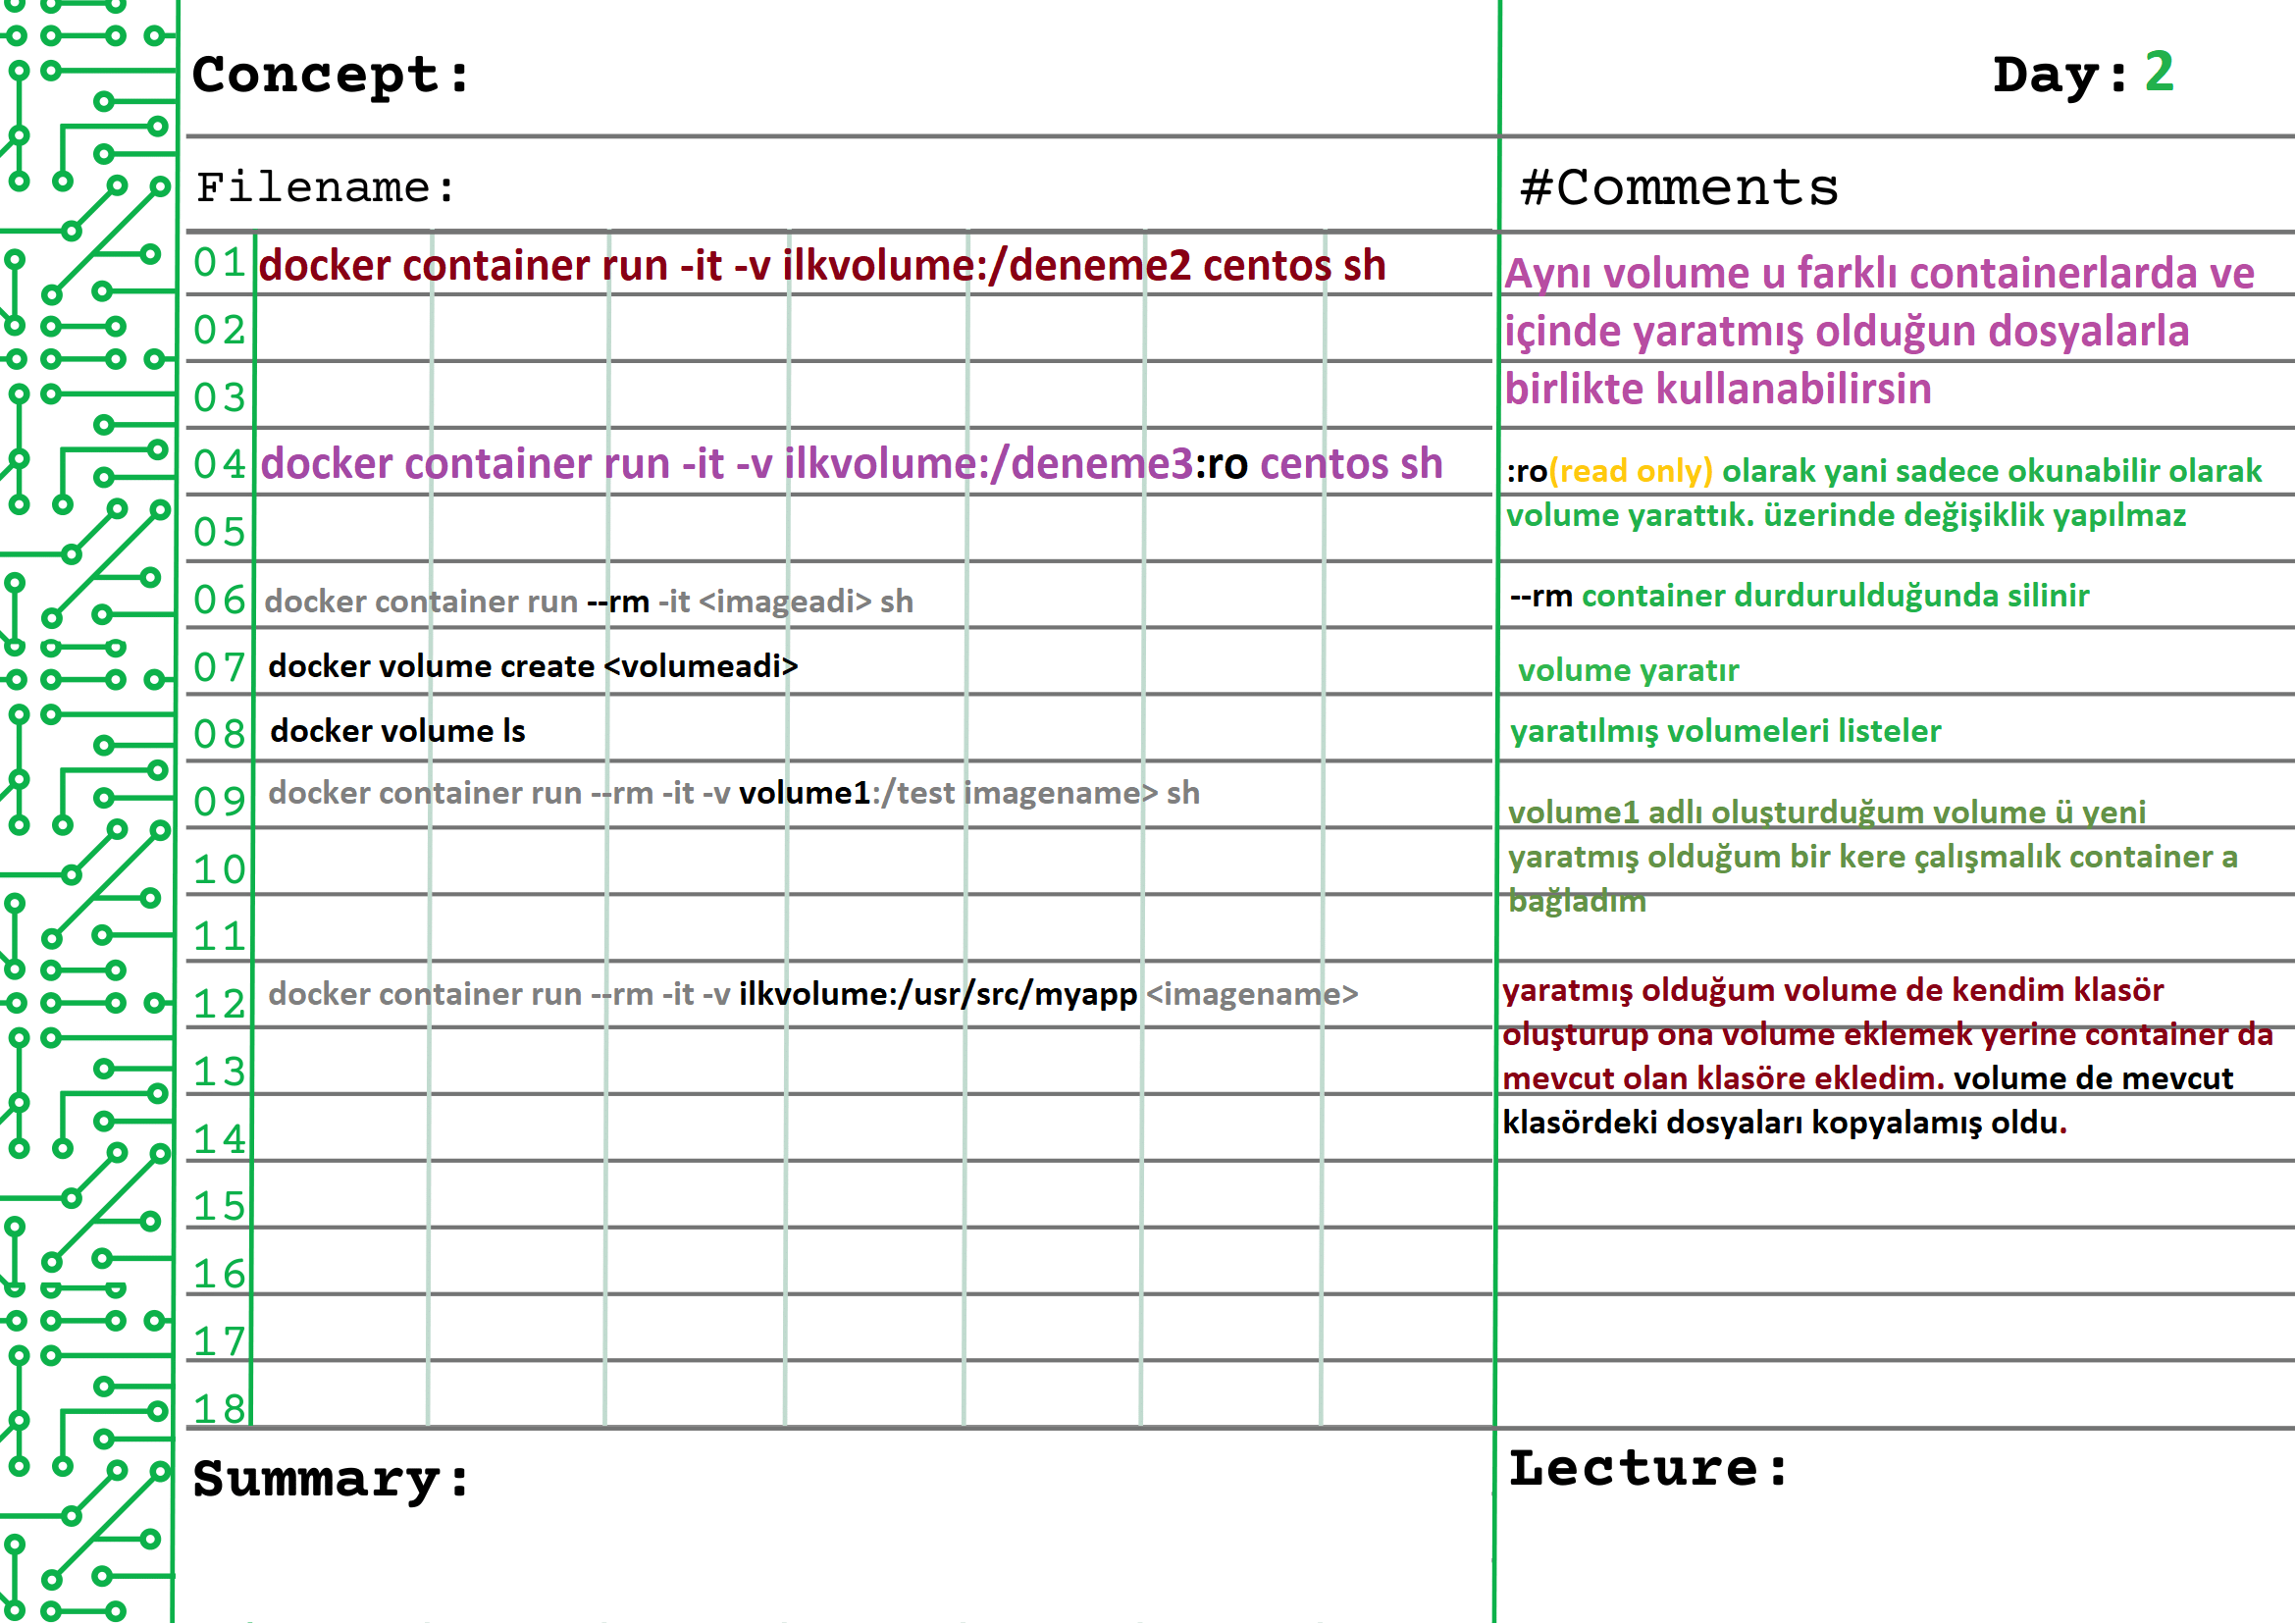 Concept:
Day: 2
Filename:
#Comments
01 docker container run -it -v ilkvolume:/deneme2 centos sh
Aynı volume u farklı containerlarda ve
02
içinde yaratmış olduğun dosyalarla
03
birlikte kullanabilirsin
04 docker container run -it -v ilkvolume:/deneme3:ro centos sh
:ro(read only) olarak yani sadece okunabilir olarak
05
volume yarattık. üzerinde değişiklik yapılmaz
06 docker container run --rm -it <imageadi> sh
--rm container durdurulduğunda silinir
07 docker volume create <volumeadi>
volume yaratır
08 docker volume ls
yaratılmış volumeleri listeler
09 docker container run --rm -it -v volume1:/test imagename> sh
volume1 adlı oluşturduğum volume ü yeni
10
yaratmış olduğum bir kere çalışmalık container a
11
bağladım
12 docker container run --rm -it -v ilkvolume:/usr/src/myapp <imagename>
yaratmış olduğum volume de kendim klasör
oluşturup ona volume eklemek yerine container da
13
mevcut olan klasöre ekledim. volume de mevcut
14
klasördeki dosyaları kopyalamış oldu.
15
16
17
18
Summary:
Lecture: